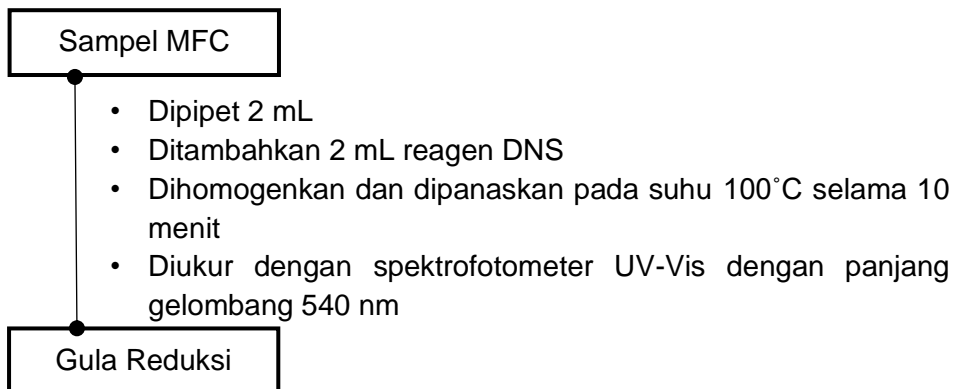 Sampel MFC
• Dipipet 2 mL
• Ditambahkan 2 mL reagen DNS
• Dihomogenkan dan dipanaskan pada suhu 100˚C selama 10
menit
• Diukur dengan spektrofotometer UV-Vis dengan panjang
gelombang 540 nm
Gula Reduksi